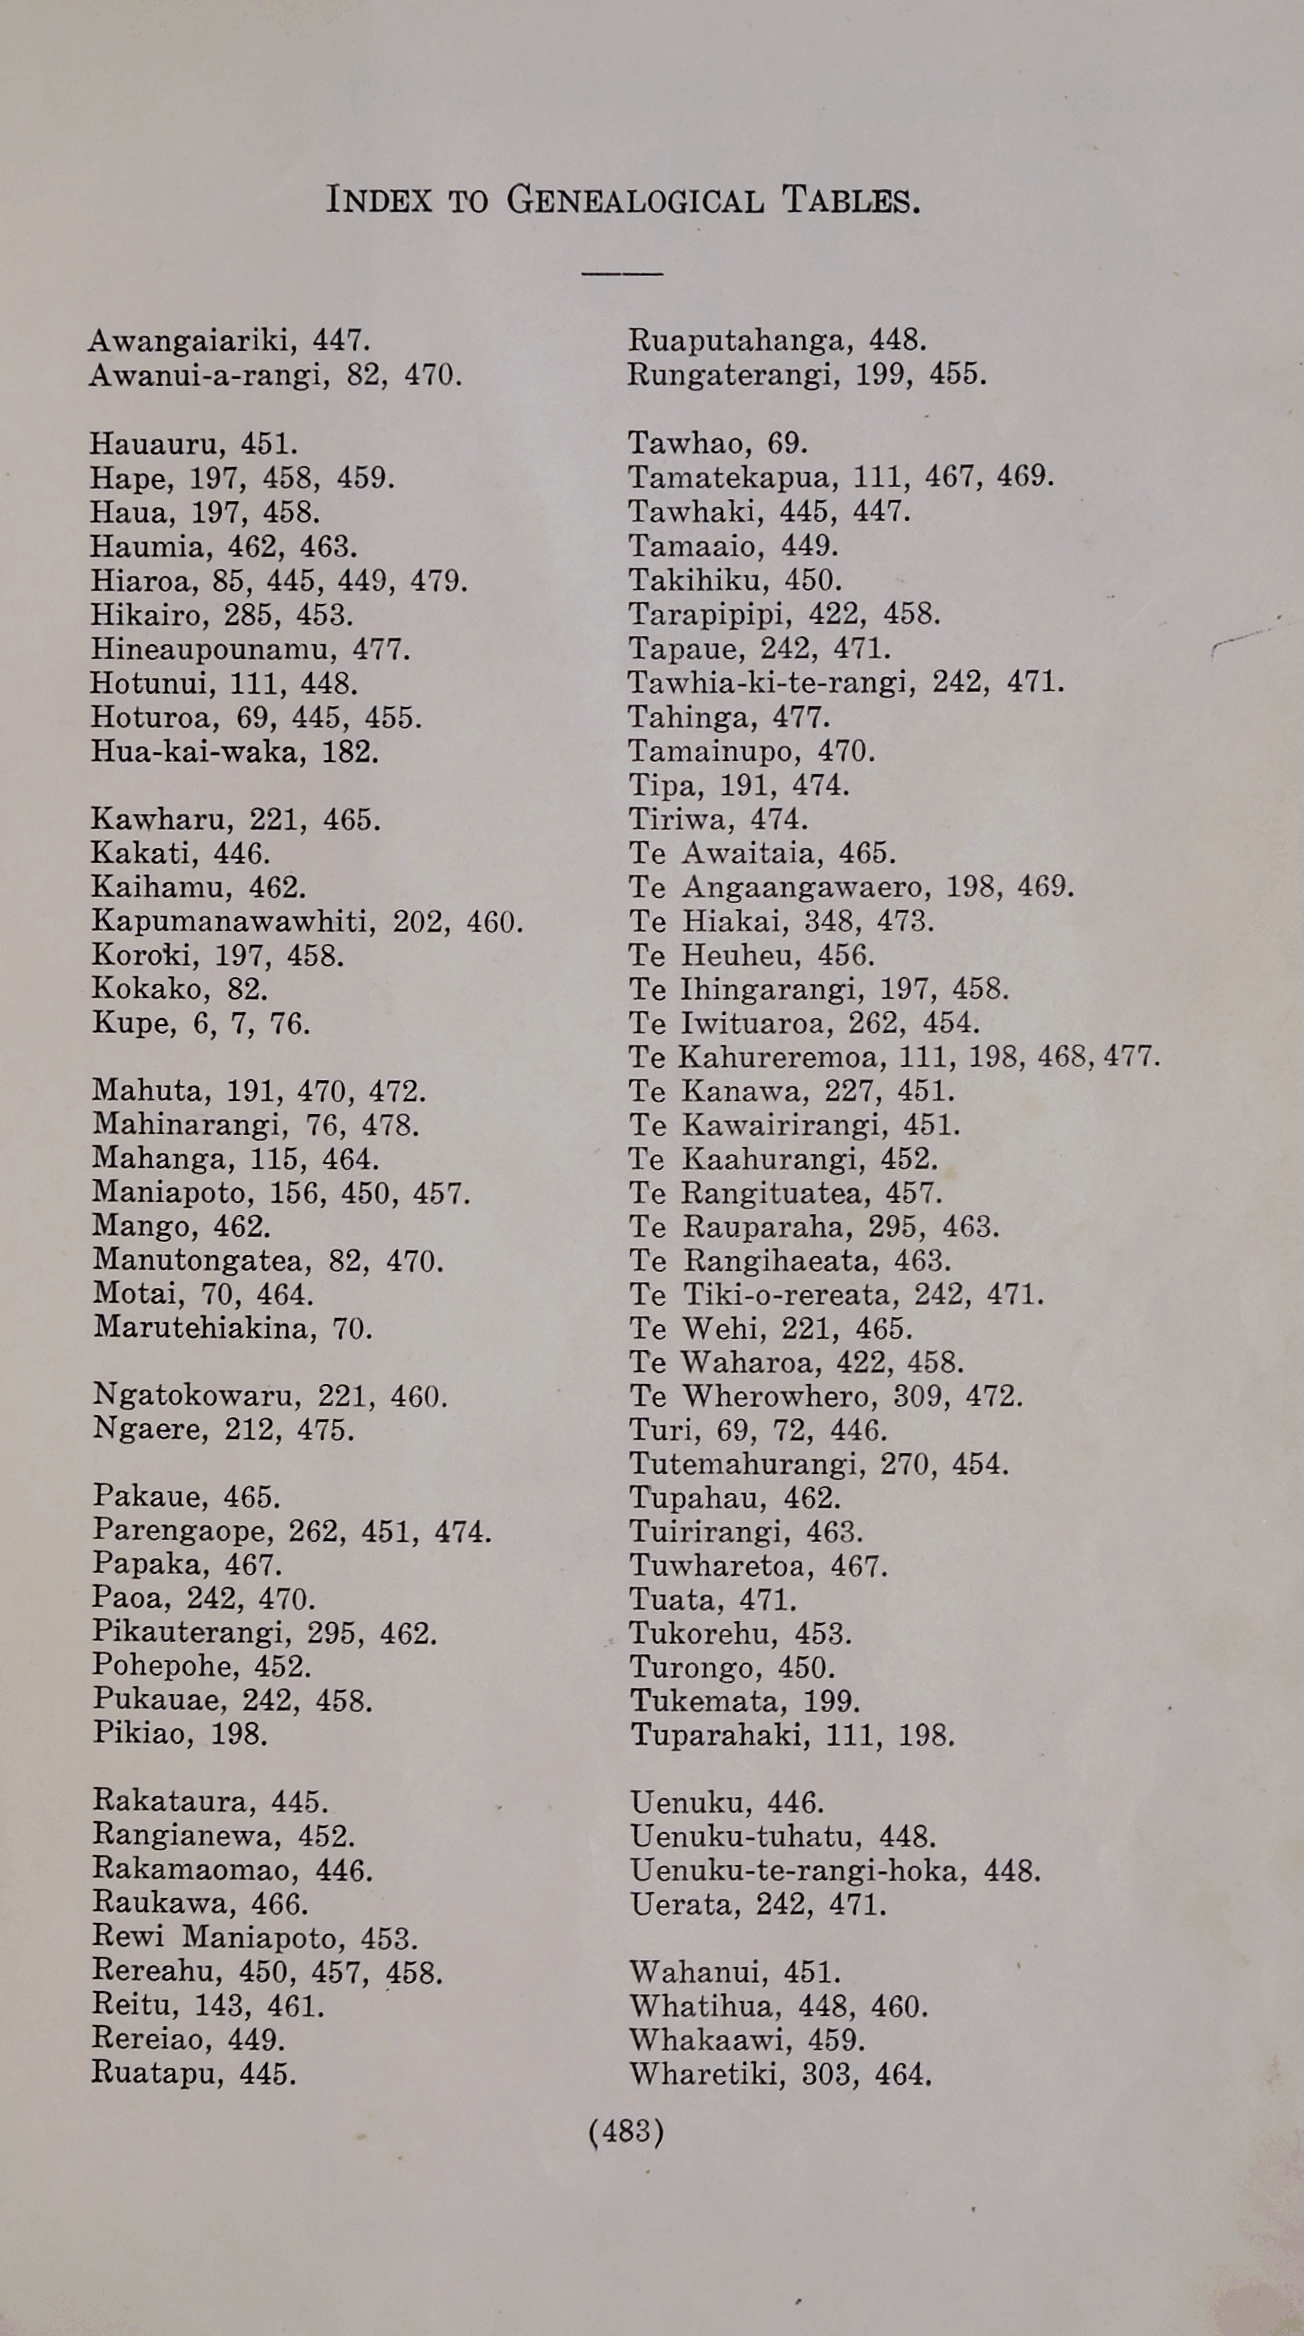 INDEX TO GENEALOGICAL TABLES.
Awangaiariki, 447.
Awanui-a-rangi, 82, 470.
Hauauru, 451.
Hape, 197, 458, 459.
Haua, 197, 458.
Haumia, 462, 463.
Hiaroa, 85, 445, 449, 479.
Hikairo, 285, 453.
Hineaupounamu, 477.
Hotunui, 111, 448.
Hoturoa, 69, 445, 455.
Hua-kai-waka, 182.
Kawharu, 221, 465.
Kakati, 446.
Kaihamu, 462.
Kapumanawawhiti, 202, 460.
Koroki, 197, 458.
Kokako, 82.
Kupe, 6, 7, 76.
Mahuta, 191, 470, 472.
Mahinarangi, 76, 478.
Mahanga, 115, 464.
Maniapoto, 156, 450, 457.
Mango, 462.
Manutongatea, 82, 470.
Motai, 70, 464.
Marutehiakina, 70.
Ngatokowaru, 221, 460.
Ngaere, 212, 475.
Pakaue, 465.
Parengaope, 262, 451, 474.
Papaka, 467.
Paoa, 242, 470.
Pikauterangi, 295, 462.
Pohepohe, 452.
Pukauae, 242, 458.
Pikiao, 198.
Rakataura, 445.
Rangianewa, 452.
Rakamaomao, 446.
Raukawa, 466.
Rewi Maniapoto, 453.
Rereahu, 450, 457, 458.
Reitu, 143, 461.
Rereiao, 449.
Ruatapu, 445.
Ruaputahanga, 448.
Rungaterangi, 199, 455.
Tawhao, 69.
Tamatekapua, 111, 467, 469.
Tawhaki, 445, 447.
Tamaaio, 449.
Takihiku, 450.
Tarapipipi, 422, 458.
Tapaue, 242, 471.
Tawhia-ki-te-rangi, 242, 471.
Tahinga, 477.
Tamainupo, 470.
Tipa, 191, 474.
Tiriwa, 474.
Te Awaitaia, 465.
Te Angaangawaero, 198, 469.
Te Hiakai, 348, 473.
Te Heuheu, 456.
Te Ihingarangi, 197, 458.
Te Iwituaroa, 262, 454.
Te Kahureremoa, 111, 198, 468, 477.
Te Kanawa, 227, 451.
Te Kawairirangi, 451.
Te Kaahurangi, 452.
Te Rangituatea, 457.
Te Rauparaha, 295, 463.
Te Rangihaeata, 463.
Te Tiki-o-rereata, 242, 471.
Te Wehi, 221, 465.
Te Waharoa, 422, 458.
Te Wherowhero, 309, 472.
Turi, 69, 72, 446.
Tutemahurangi, 270, 454.
Tupahau, 462.
Tuirirangi, 463.
Tuwharetoa, 467.
Tuata, 471.
Tukorehu, 453.
Turongo, 450.
Tukemata, 199.
Tuparahaki, 111, 198.
Uenuku, 446.
Uenuku-tuhatu, 448.
Uenuku-te-rangi-hoka, 448.
Uerata, 242, 471.
Wahanui, 451.
Whatihua, 448, 460.
Whakaawi, 459.
Wharetiki, 303, 464.
(483)